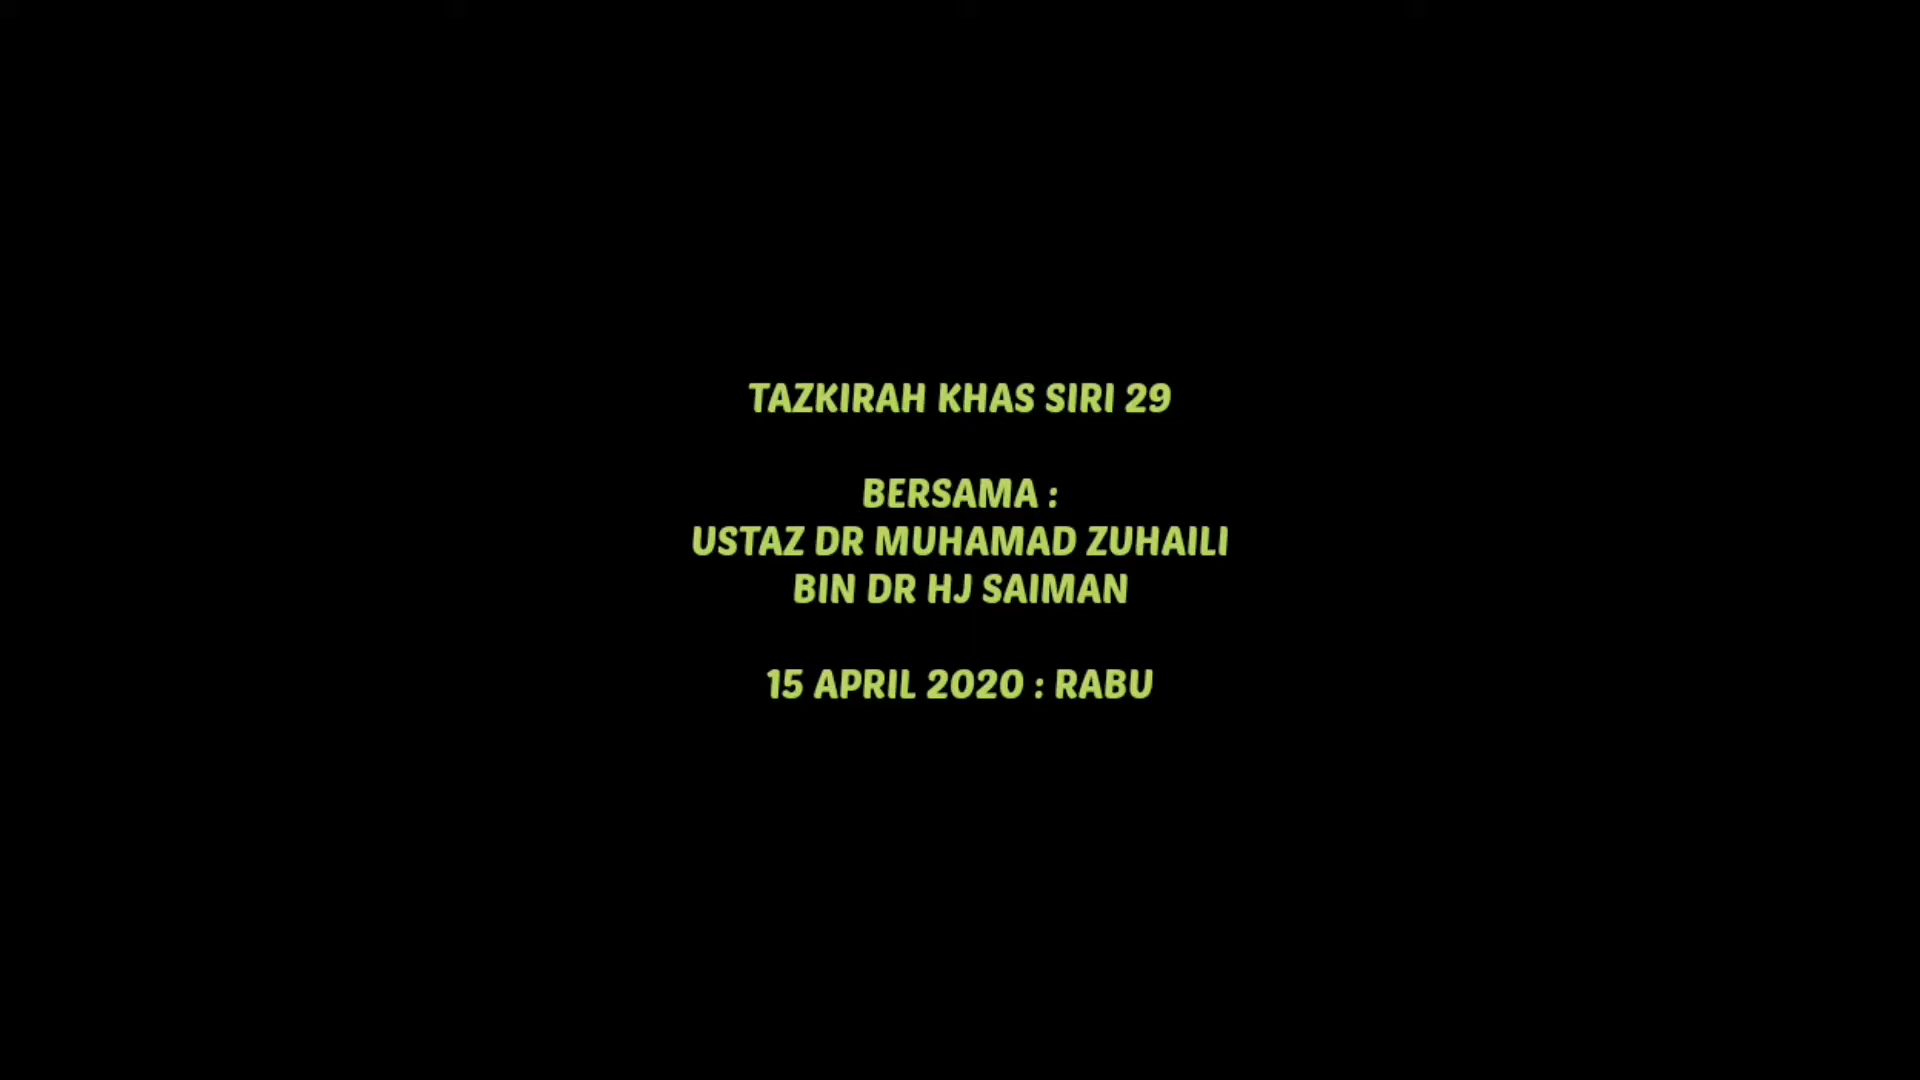 TAZKIRAH KHAS SIRI 29
BERSAMA :
USTAZ DR MUHAMAD ZUHAILI
BIN DR HJ SAIMAN
15 APRIL 2020 : RABU